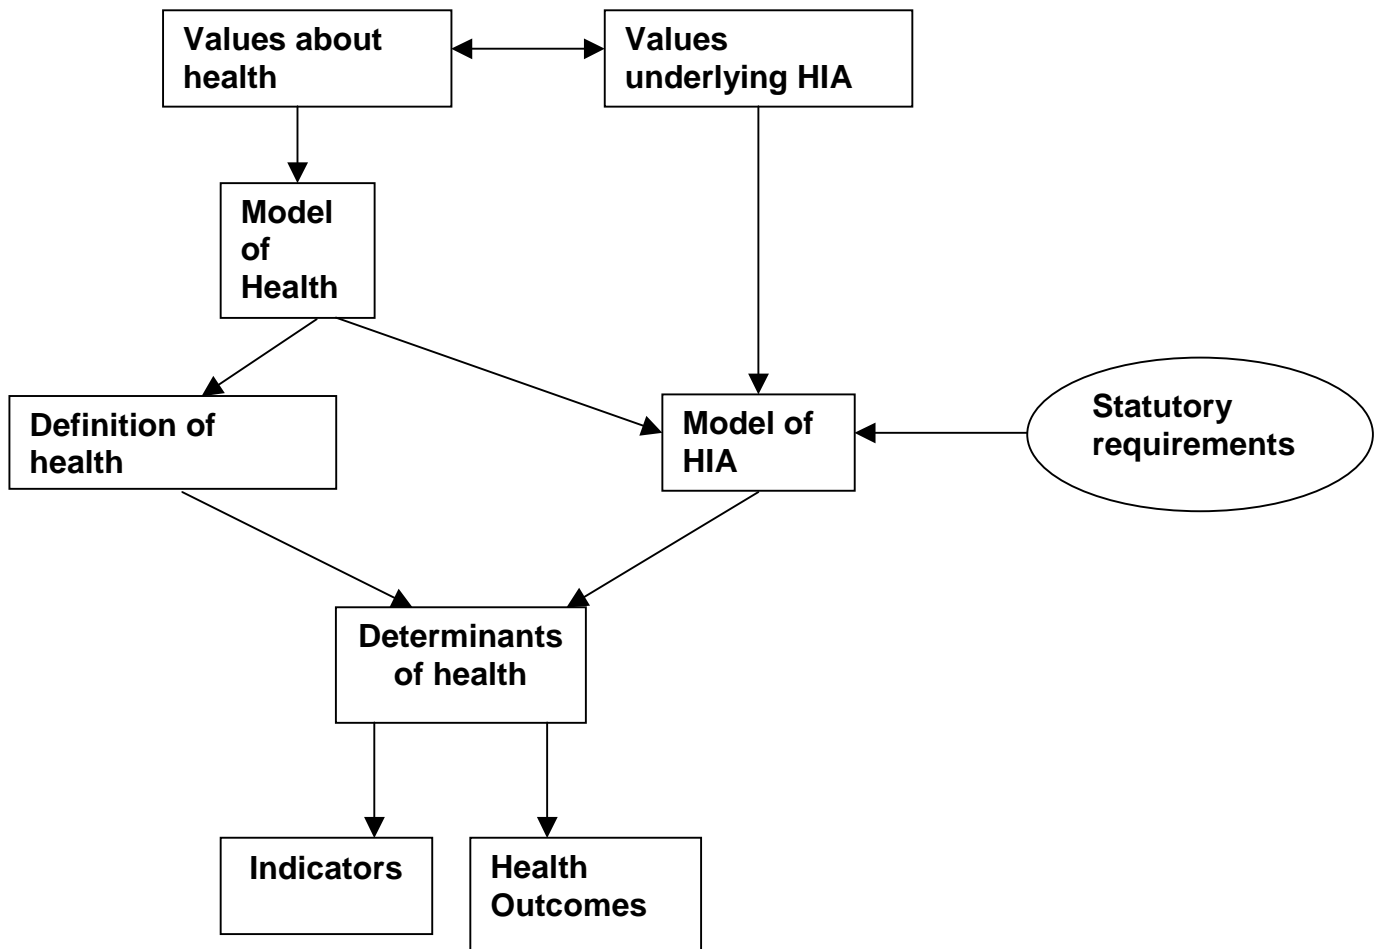 Values about
health
Values
underlying HIA
Model
of
Health
Definition of
health
Model of
HIA
Statutory
requirements
Determinants
of health
Indicators
Health
Outcomes